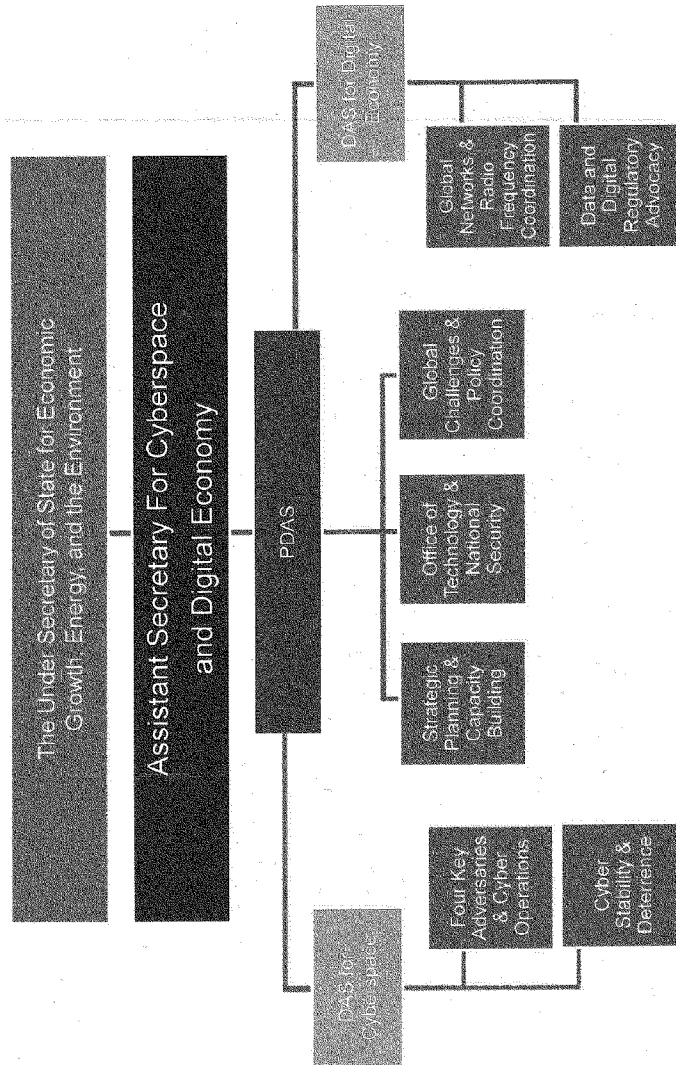 The Under Secretary of State for Economic
Growth, Energy, and the Environment
Assistant Secretary For Cyberspace
and Digital Economy
PDAS
DAS for
Cyberspace
DAS for Digital
Economy
Four Key
Adversaries
& Cyber
Operations
Cyber
Stability &
Deterrence
Strategic
Planning &
Capacity
Building
Office of
Technology &
National
Security
Global
Challenges &
Policy
Coordination
Global
Networks &
Radio
Frequency
Coordination
Data and
Digital
Regulatory
Advocacy